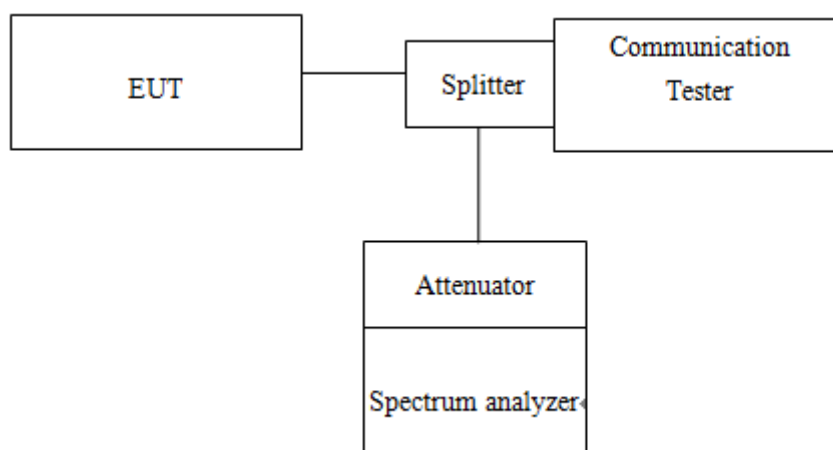 EUT
Splitter
Communication
Tester
Attenuator
Spectrum analyzer